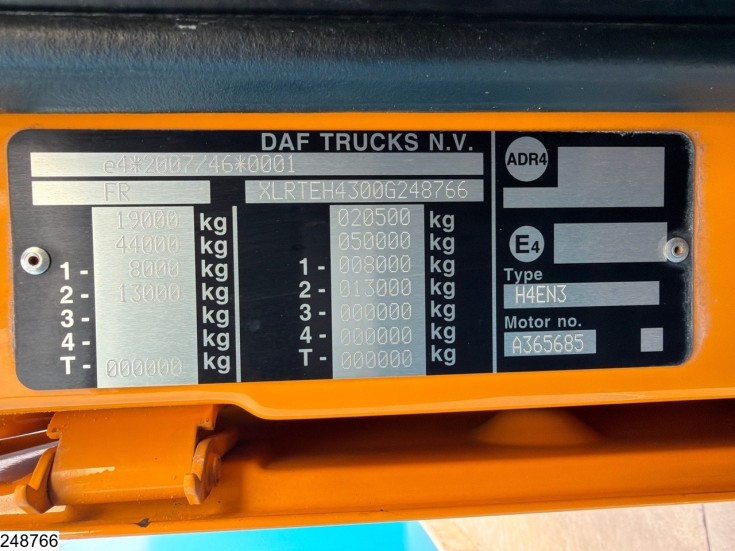 DAF TRUCKS N.V.
e4*2007/46*0001
FR XLRTEH4300G248766
19000 kg 020500 kg
44000 kg 050000 kg
1 - 8000 kg 1 - 008000 kg
2 - 13000 kg 2 - 013000 kg
3 - kg 3 - 000000 kg
4 - kg 4 - 000000 kg
T - 000000 kg T - 000000 kg
ADR4
E4
Type
H4EN3
Motor no.
A365685
248766